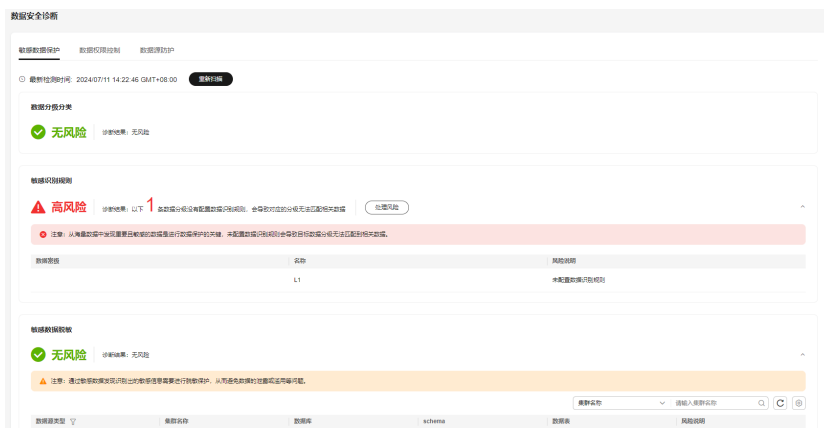 数据安全诊断
敏感数据保护 数据权限控制 数据源防护
最新检测时间: 2024/07/11 14:22:46 GMT+08:00 重新扫描
数据分级分类
无风险 诊断结果：无风险
敏感识别规则
高风险 诊断结果：以下 1 条数据分级没有配置数据识别规则，会导致对应的分级无法匹配相关数据 处理风险
注意：从海量数据中发现重要且敏感的数据是进行数据保护的关键，未配置数据识别规则会导致目标数据分级无法匹配到相关数据。
数据密级 名称 风险说明
L1 未配置数据识别规则
敏感数据脱敏
无风险 诊断结果：无风险
注意：通过敏感数据发现识别出的敏感信息需要进行脱敏保护，从而避免数据的泄露或滥用等问题。
集群名称 请输入集群名称
数据源类型 集群名称 数据库 schema 数据表 风险说明